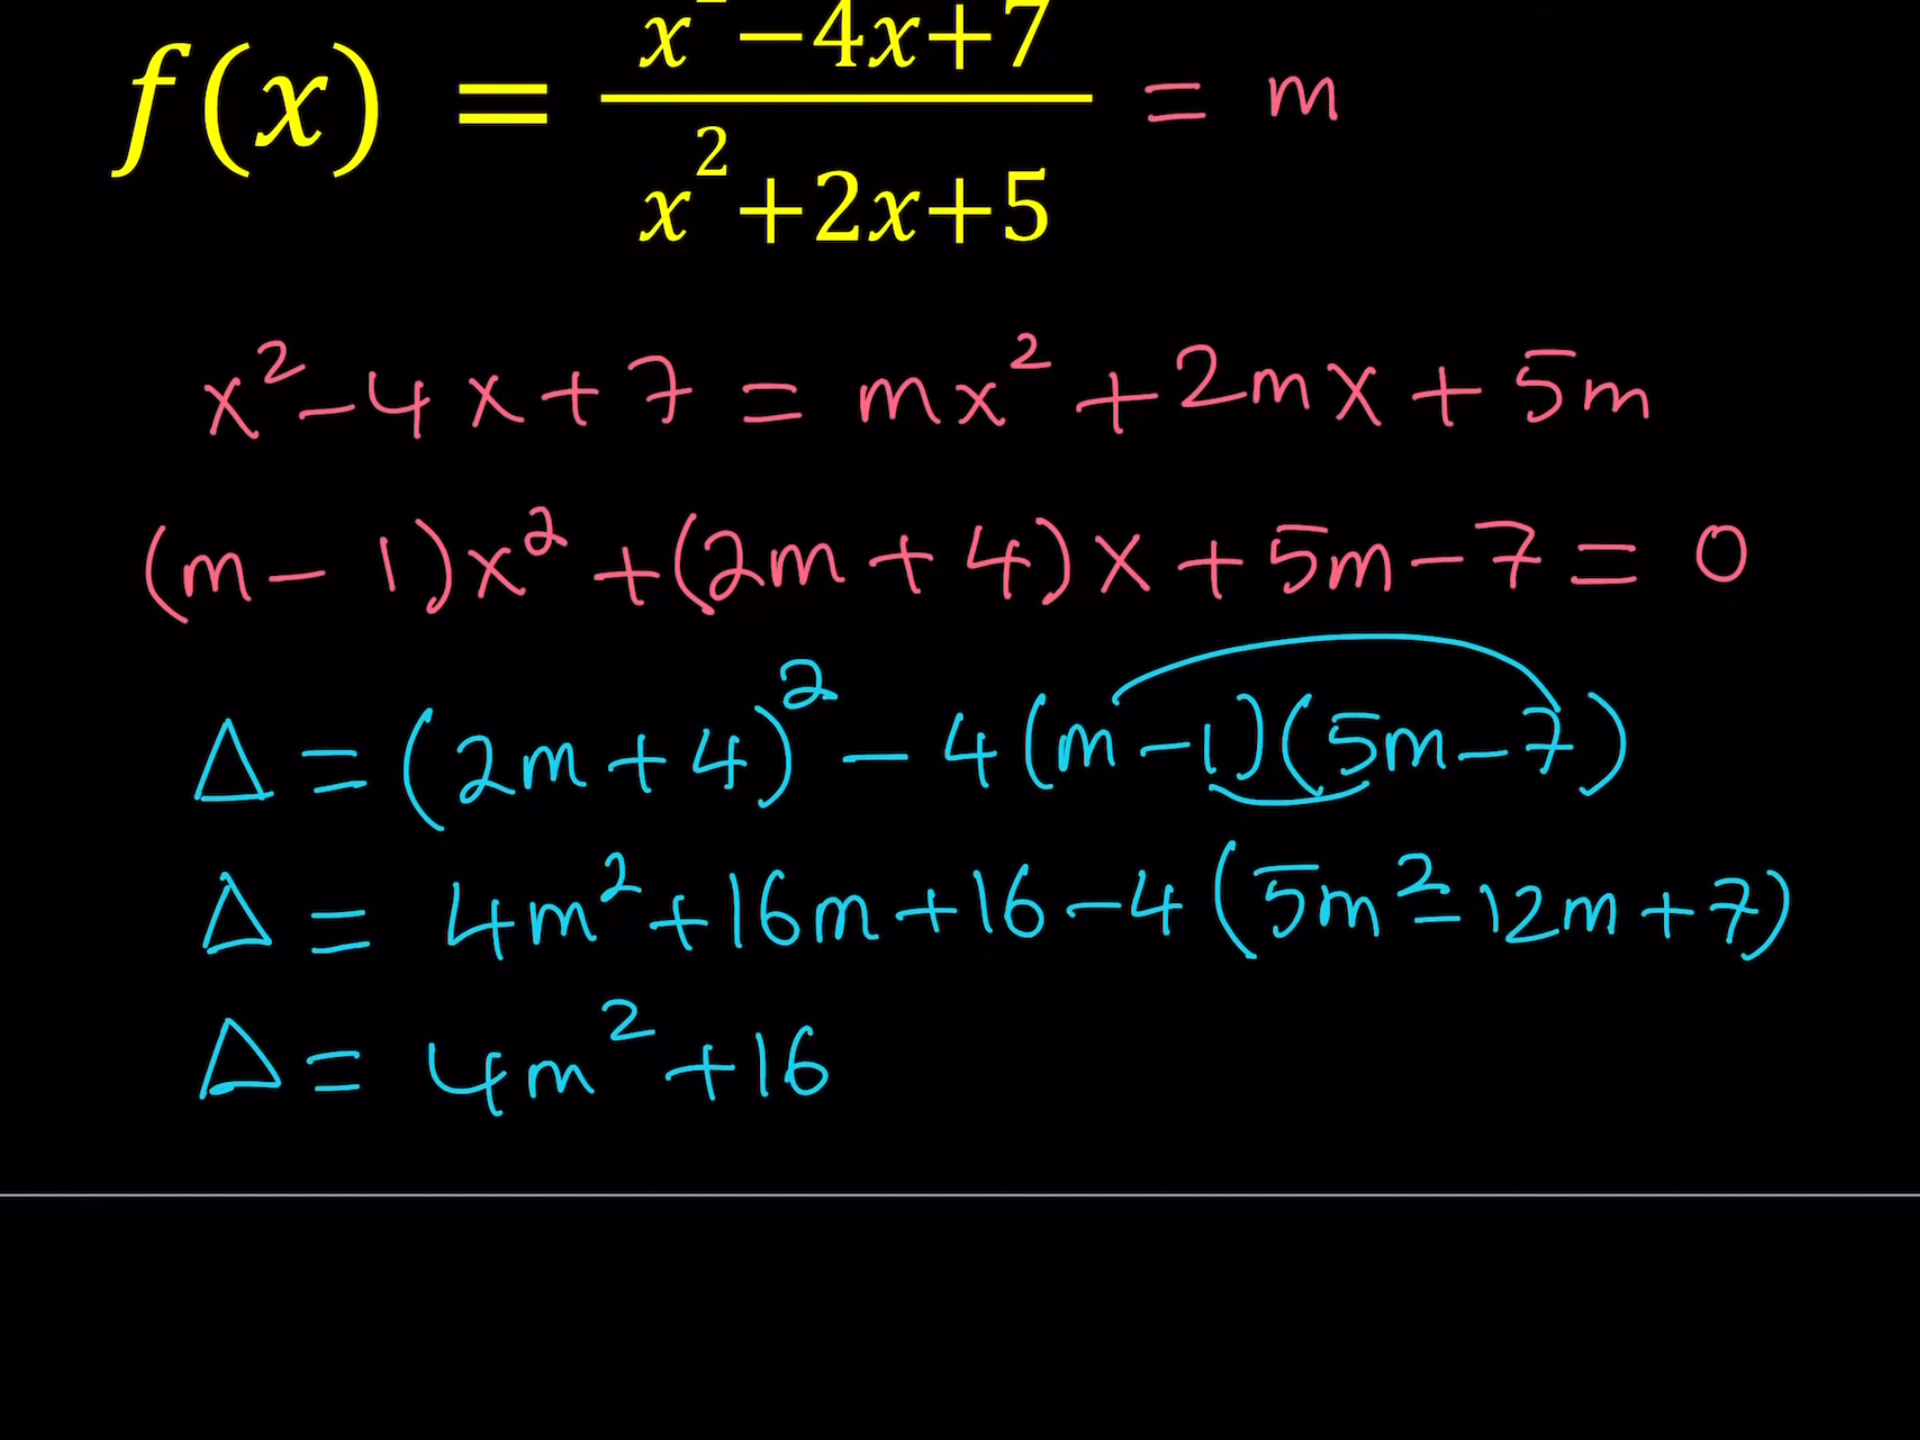 f(x) = x²−4x+7 / x²+2x+5 = m
x²−4x+7 = mx²+2mx+5m
(m−1)x²+(2m+4)x+5m−7=0
Δ=(2m+4)²−4(m−1)(5m−7)
Δ=4m²+16m+16−4(5m²−12m+7)
Δ=4m²+16